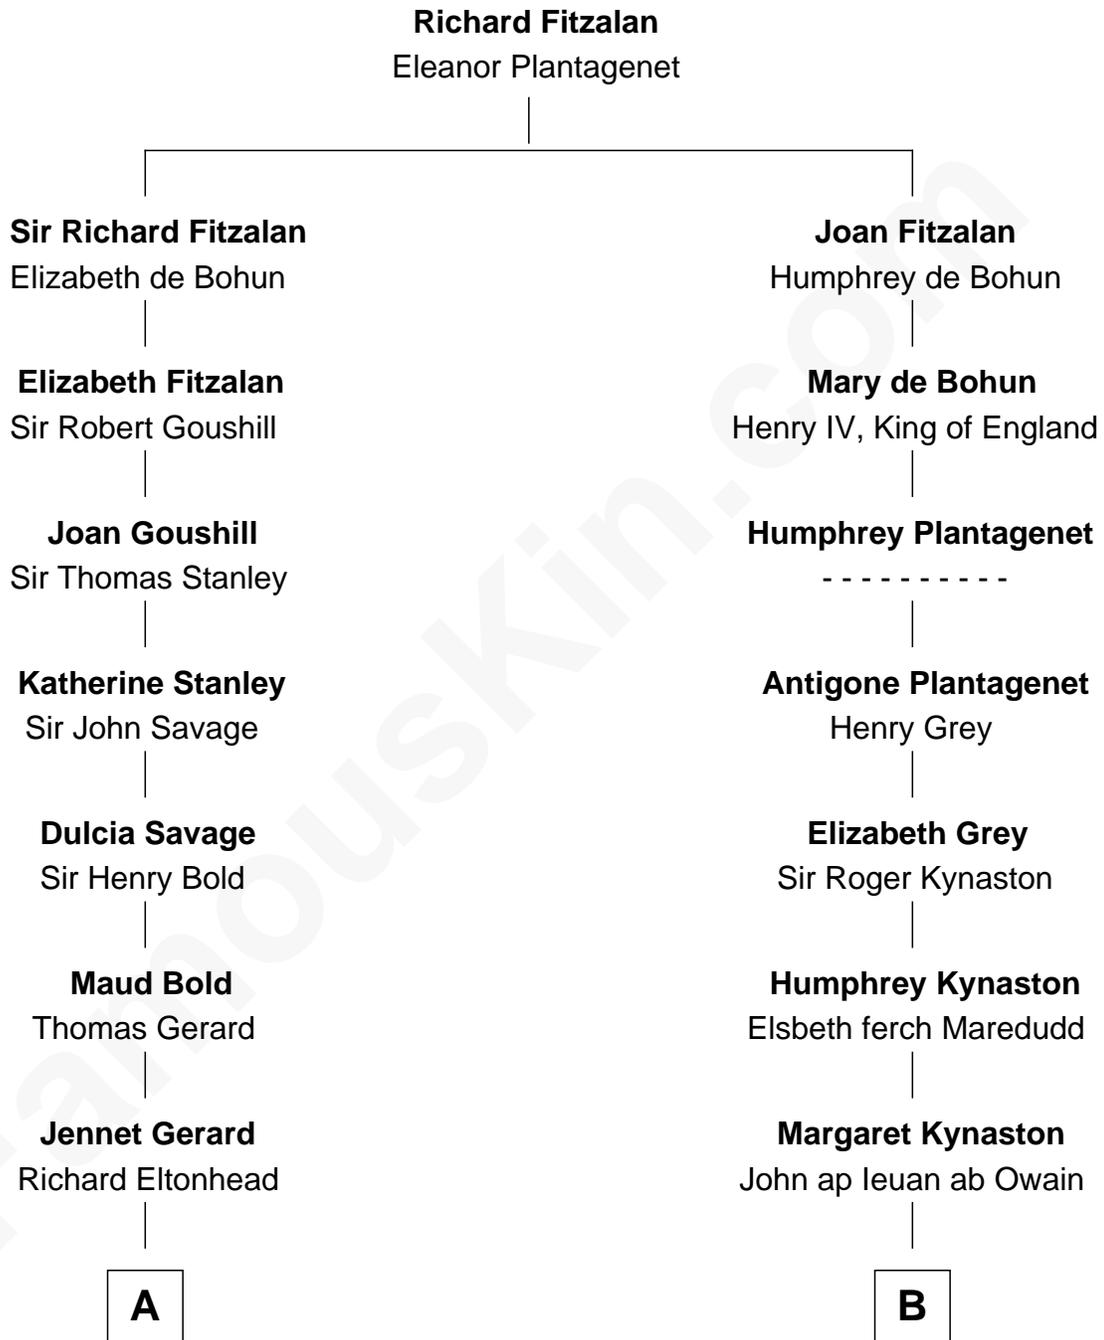 Richard Fitzalan
Eleanor Plantagenet
Sir Richard Fitzalan
Elizabeth de Bohun
Joan Fitzalan
Humphrey de Bohun
Elizabeth Fitzalan
Sir Robert Goushill
Mary de Bohun
Henry IV, King of England
Joan Goushill
Sir Thomas Stanley
Humphrey Plantagenet
- - - - - - - - - -
Katherine Stanley
Sir John Savage
Antigone Plantagenet
Henry Grey
Dulcia Savage
Sir Henry Bold
Elizabeth Grey
Sir Roger Kynaston
Maud Bold
Thomas Gerard
Humphrey Kynaston
Elsbeth ferch Maredudd
Jennet Gerard
Richard Eltonhead
Margaret Kynaston
John ap Ieuan ab Owain
A
B
FamousKin.com